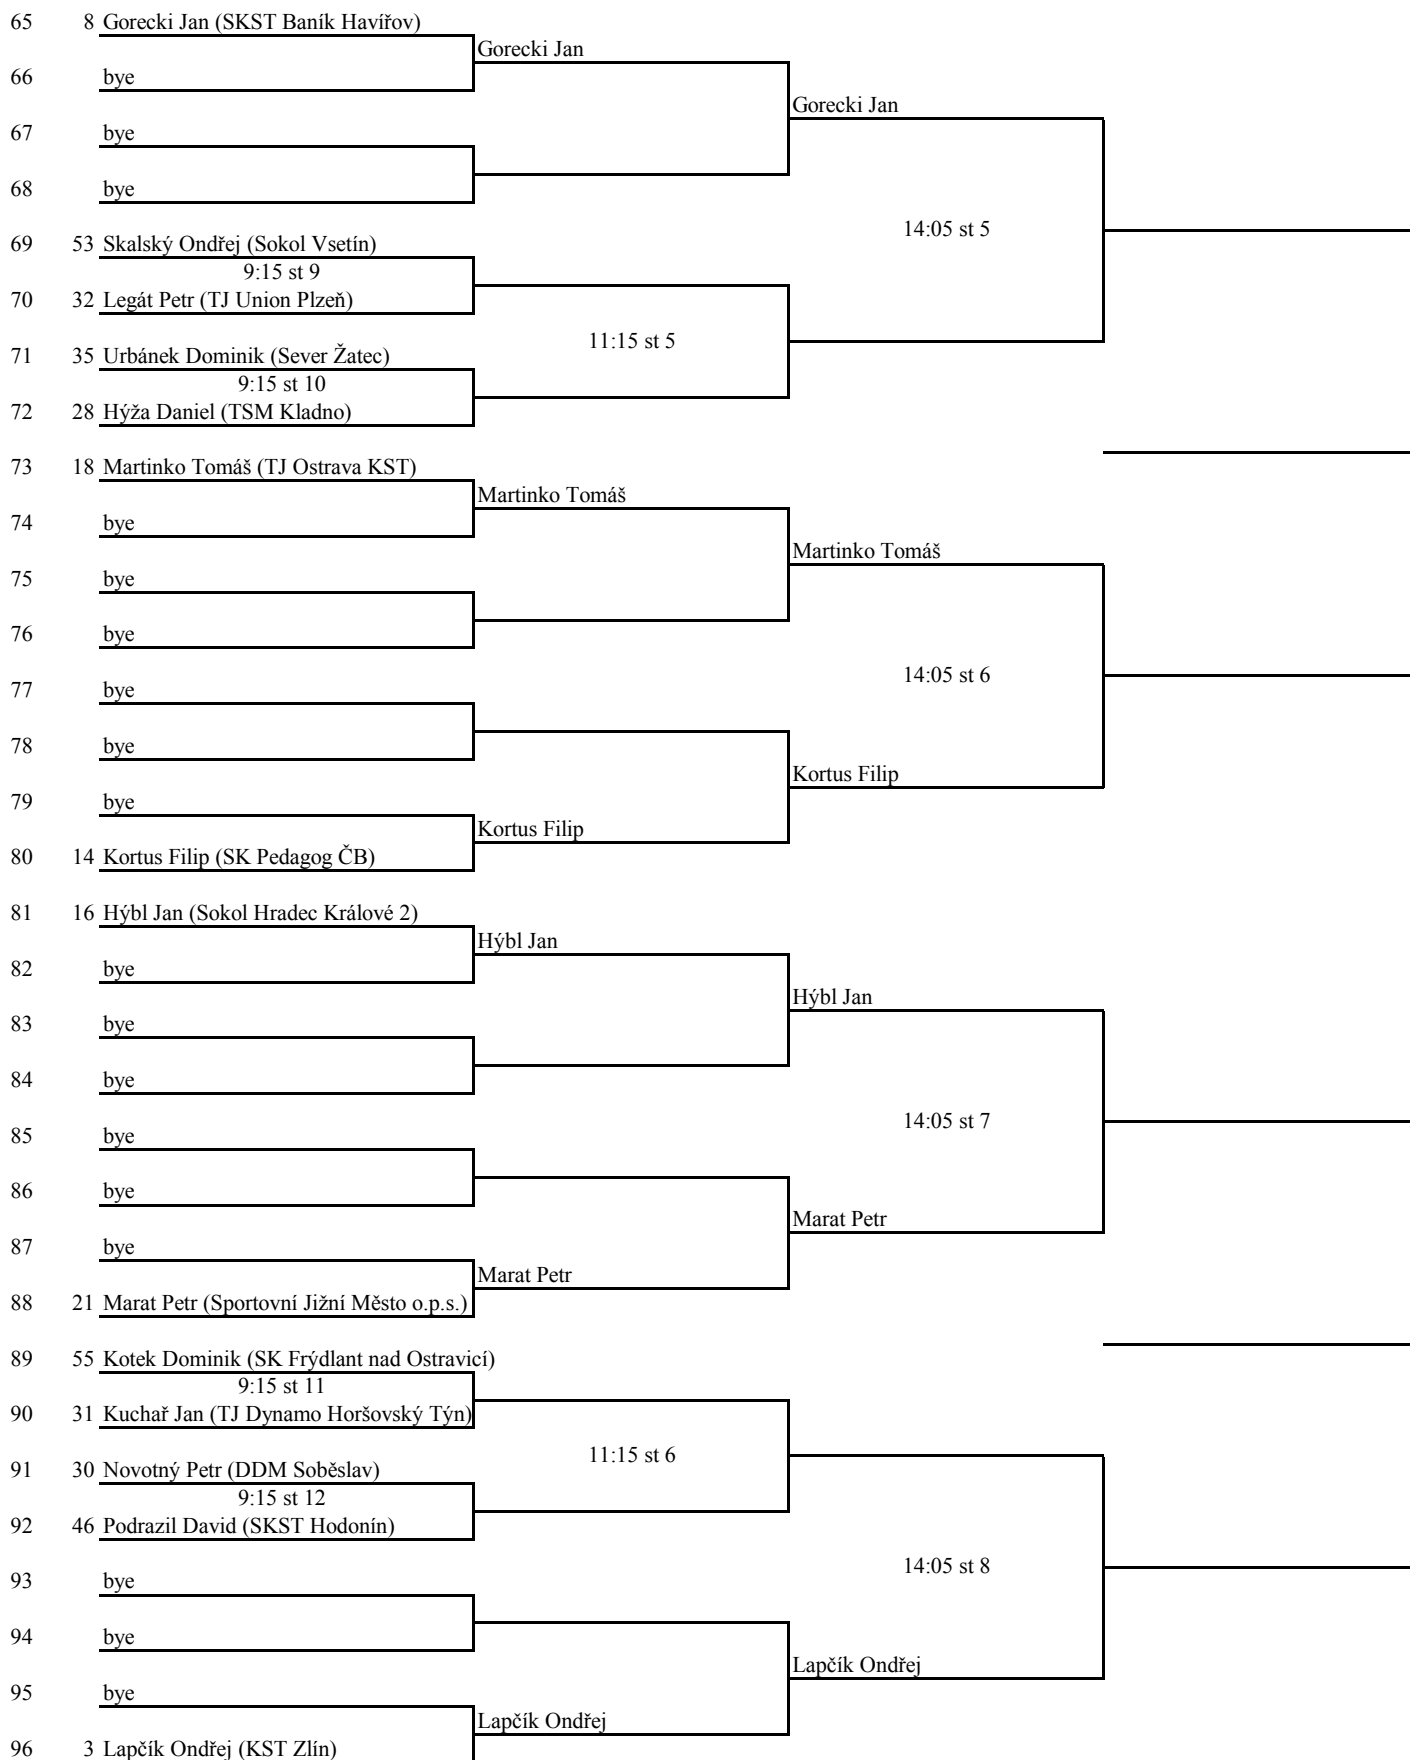 65 8 Gorecki Jan (SKST Baník Havířov)
Gorecki Jan
66 bye
Gorecki Jan
67 bye
68 bye
14:05 st 5
69 53 Skalský Ondřej (Sokol Vsetín)
9:15 st 9
70 32 Legát Petr (TJ Union Plzeň)
11:15 st 5
71 35 Urbánek Dominik (Sever Žatec)
9:15 st 10
72 28 Hýža Daniel (TSM Kladno)
73 18 Martinko Tomáš (TJ Ostrava KST)
Martinko Tomáš
74 bye
Martinko Tomáš
75 bye
76 bye
14:05 st 6
77 bye
78 bye
Kortus Filip
79 bye
Kortus Filip
80 14 Kortus Filip (SK Pedagog ČB)
81 16 Hýbl Jan (Sokol Hradec Králové 2)
Hýbl Jan
82 bye
Hýbl Jan
83 bye
84 bye
14:05 st 7
85 bye
86 bye
Marat Petr
87 bye
Marat Petr
88 21 Marat Petr (Sportovní Jižní Město o.p.s.)
89 55 Kotek Dominik (SK Frýdlant nad Ostravicí)
9:15 st 11
90 31 Kuchař Jan (TJ Dynamo Horšovský Týn)
11:15 st 6
91 30 Novotný Petr (DDM Soběslav)
9:15 st 12
92 46 Podrazil David (SKST Hodonín)
14:05 st 8
93 bye
94 bye
Lapčík Ondřej
95 bye
Lapčík Ondřej
96 3 Lapčík Ondřej (KST Zlín)